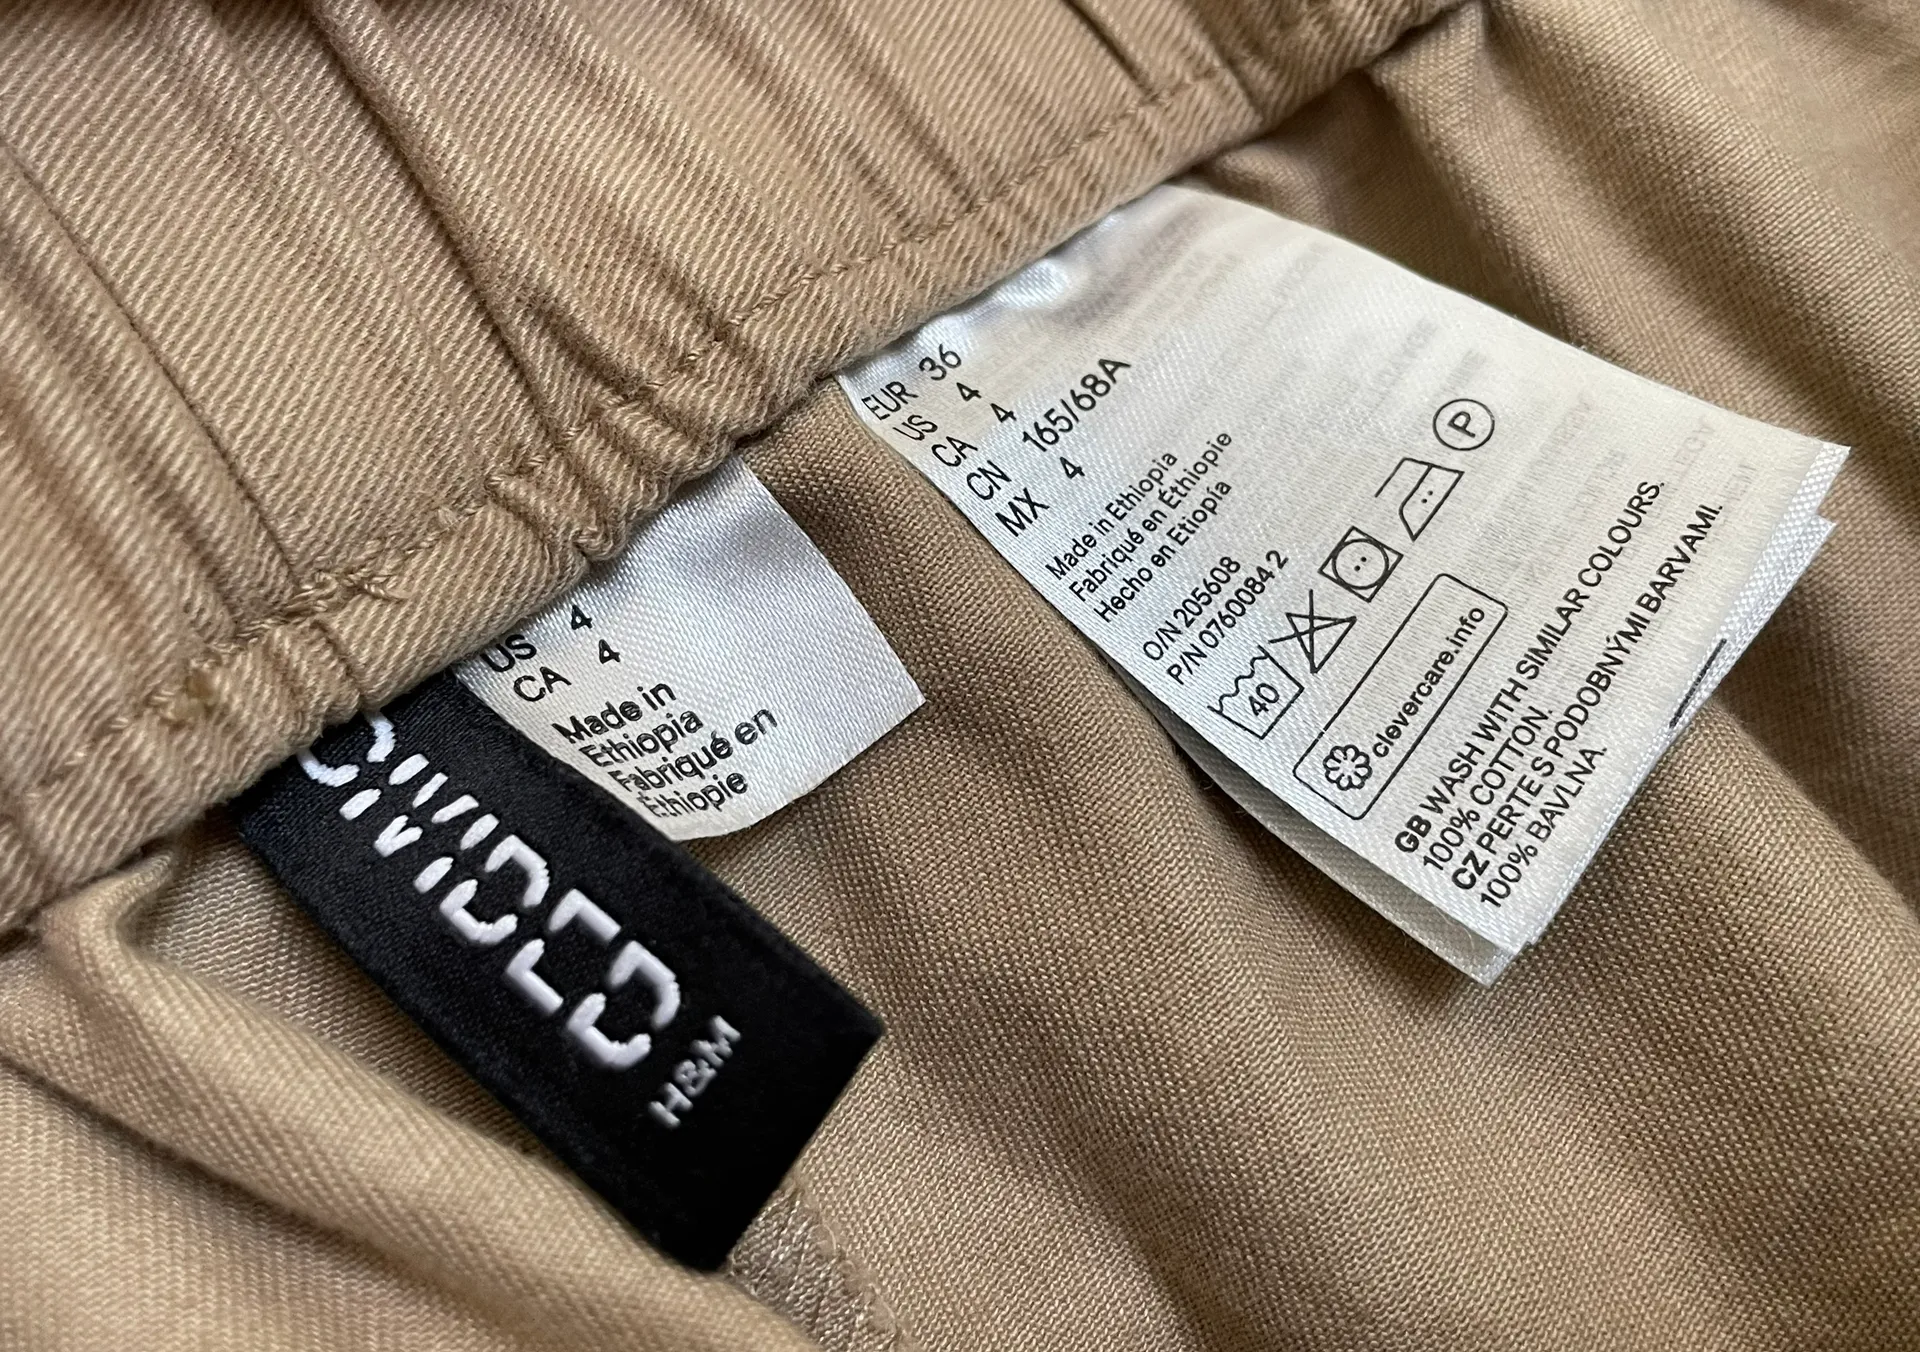 EUR 36
US 4
CA 4
CN 165/68A
MX 4
Made in Ethiopia
Fabriqué en Éthiopie
Hecho en Etiopía
O/N 205608
P/N 0760084-2
40
P
clevercare.info
GB WASH WITH SIMILAR COLOURS.
100% COTTON.
CZ PERTE S PODOBNÝMI BARVAMI.
100% BAVLNA.
US 4
CA 4
Made in
Ethiopia
Fabriqué en
Éthiopie
DIVIDED
H&M